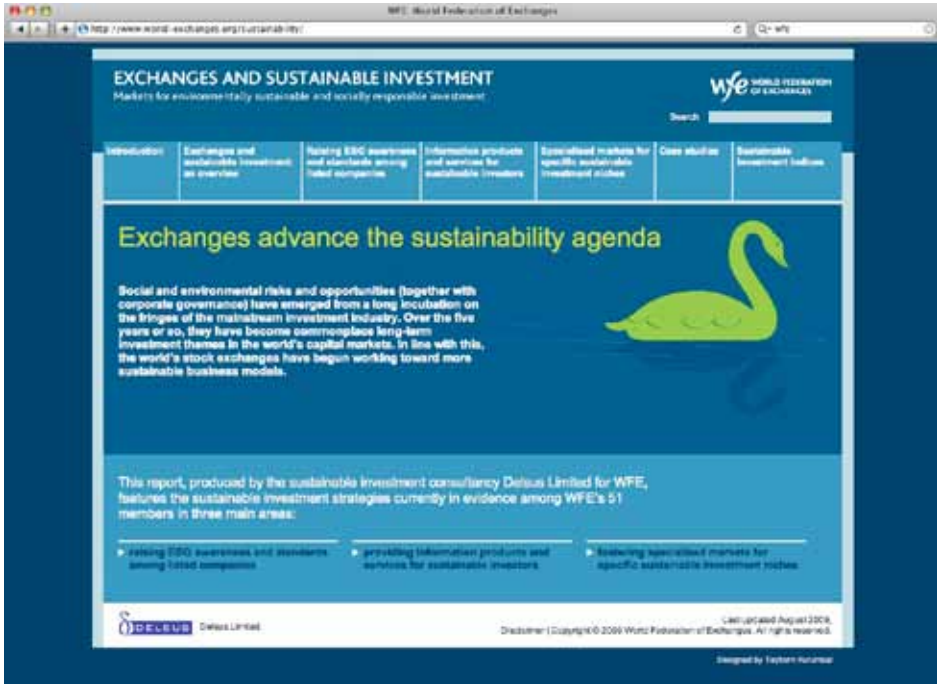 WFE: World Federation of Exchanges
http://www.world-exchanges.org/sustainability/
wfe
EXCHANGES AND SUSTAINABLE INVESTMENT
Markets for environmentally sustainable and socially responsible investment
wfe WORLD FEDERATION
OF EXCHANGES
Search
Introduction
Exchanges and
sustainable investment
an overview
Raising ESG awareness
and standards among
listed companies
Information products
and services for
sustainable investors
Specialised markets for
specific sustainable
investment niches
Case studies
Sustainable
Investment Indices
Exchanges advance the sustainability agenda
Social and environmental risks and opportunities (together with
corporate governance) have emerged from a long incubation on
the fringes of the mainstream investment industry. Over the five
years or so, they have become commonplace long-term
investment themes in the world's capital markets. In line with this,
the world's stock exchanges have begun working toward more
sustainable business models.
This report, produced by the sustainable investment consultancy Delsus Limited for WFE,
features the sustainable investment strategies currently in evidence among WFE's 51
members in three main areas:
raising ESG awareness and standards
among listed companies
providing information products and
services for sustainable investors
fostering specialised markets for
specific sustainable investment niches
DELSUS Delsus Limited
Last updated August 2009.
Disclaimer | Copyright © 2009 World Federation of Exchanges. All rights reserved.
Designed by